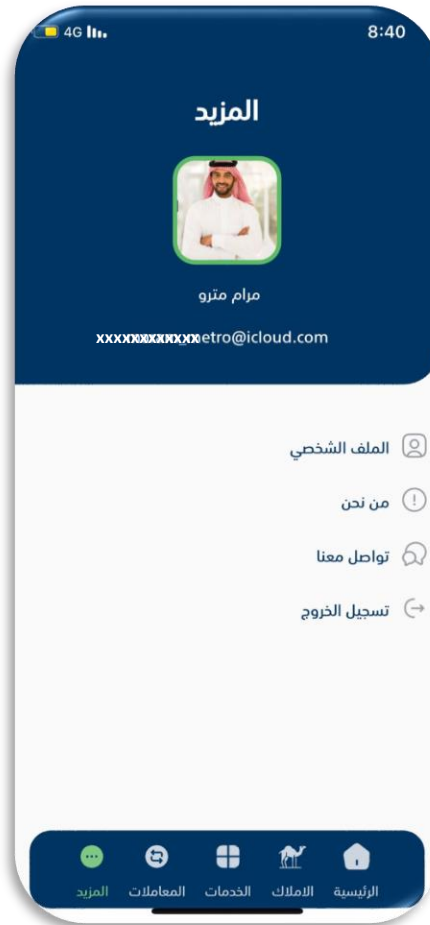 4G 8:40
المزيد
مرام مترو
xxxxxxxxxxxxxetro@icloud.com
الملف الشخصي
من نحن
تواصل معنا
تسجيل الخروج
الرئيسية الاملاك الخدمات المعاملات المزيد